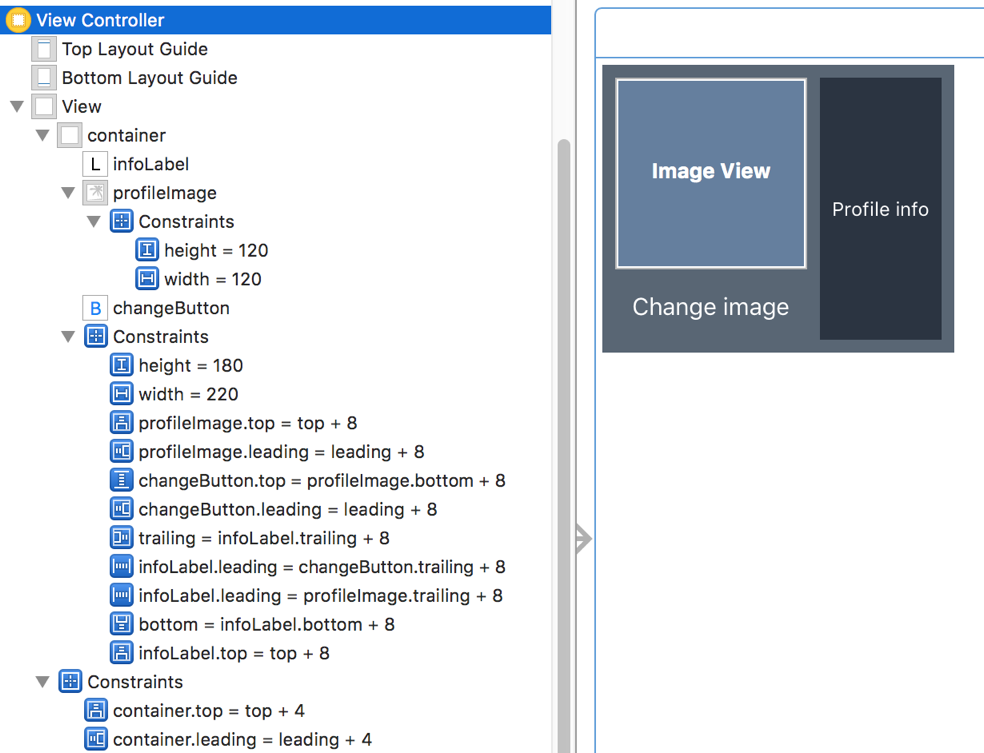 View Controller
Top Layout Guide
Bottom Layout Guide
View
container
L infoLabel
profileImage
Constraints
height = 120
width = 120
B changeButton
Constraints
height = 180
width = 220
profileImage.top = top + 8
profileImage.leading = leading + 8
changeButton.top = profileImage.bottom + 8
changeButton.leading = leading + 8
trailing = infoLabel.trailing + 8
infoLabel.leading = changeButton.trailing + 8
infoLabel.leading = profileImage.trailing + 8
bottom = infoLabel.bottom + 8
infoLabel.top = top + 8
Constraints
container.top = top + 4
container.leading = leading + 4
Image View
Change image
Profile info